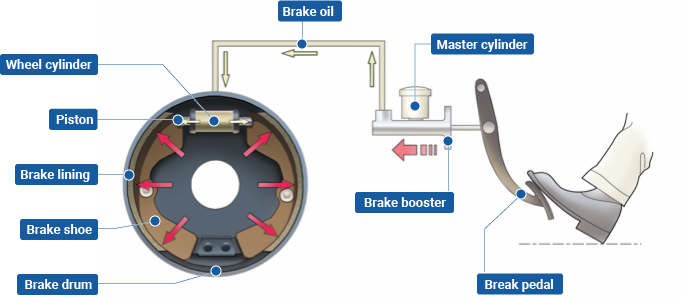 Brake oil
Master cylinder
Wheel cylinder
Piston
Brake lining
Brake booster
Brake shoe
Brake drum
Break pedal